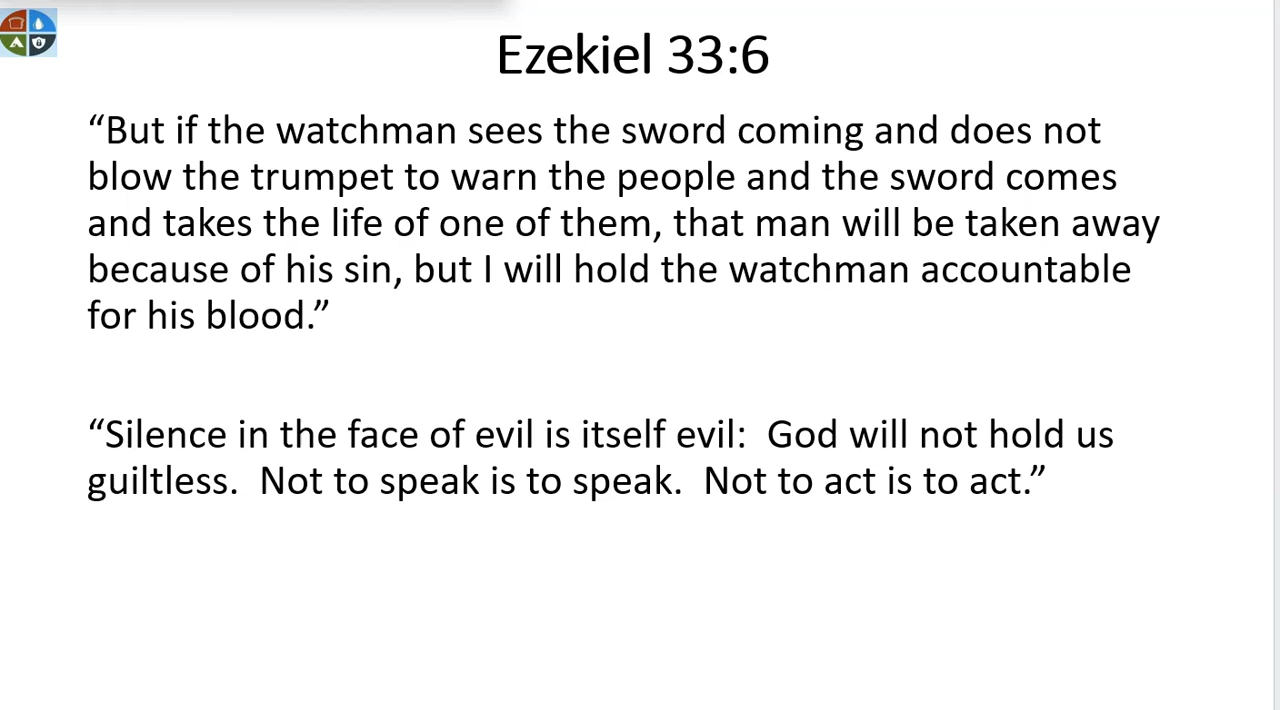 Ezekiel 33:6
“But if the watchman sees the sword coming and does not
blow the trumpet to warn the people and the sword comes
and takes the life of one of them, that man will be taken away
because of his sin, but I will hold the watchman accountable
for his blood.”
“Silence in the face of evil is itself evil:  God will not hold us
guiltless.  Not to speak is to speak.  Not to act is to act.”